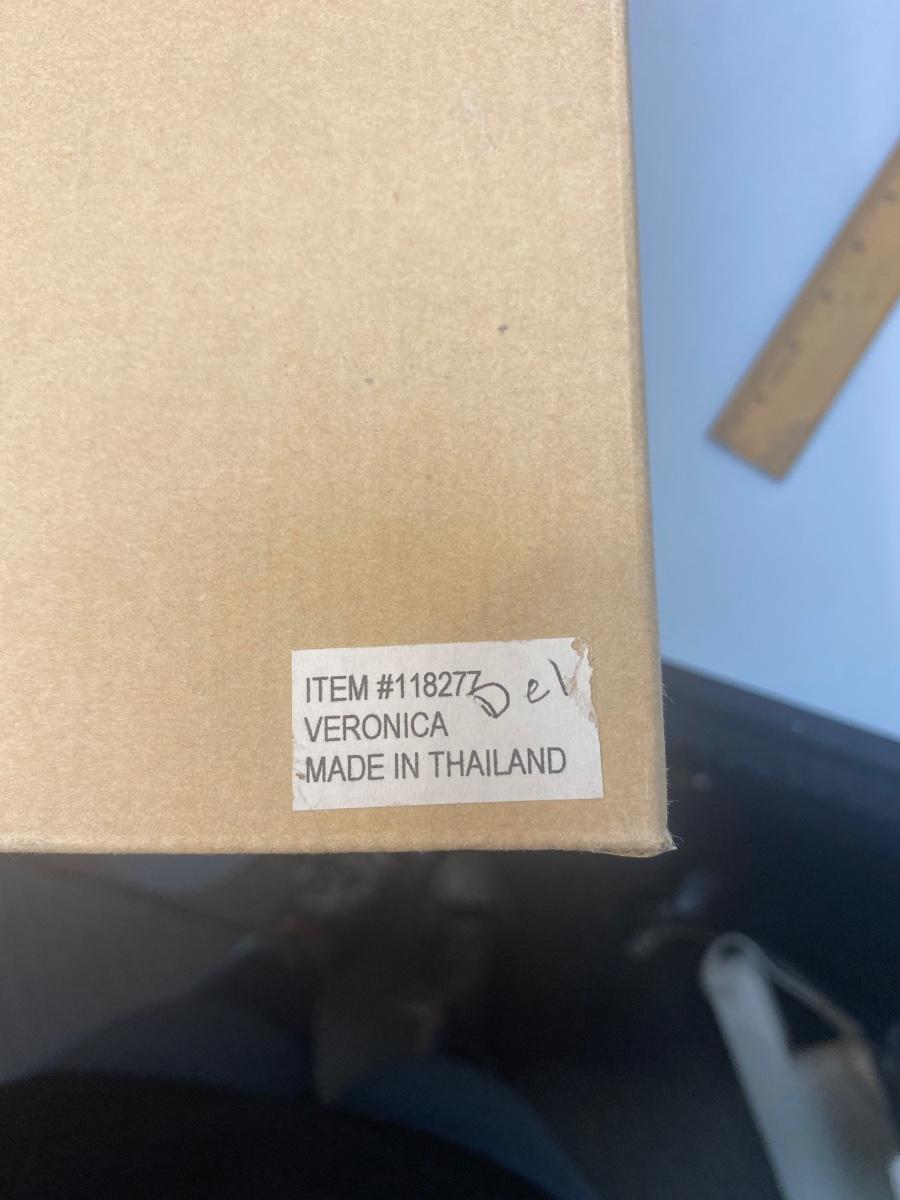 ITEM #118277 Del
VERONICA
MADE IN THAILAND